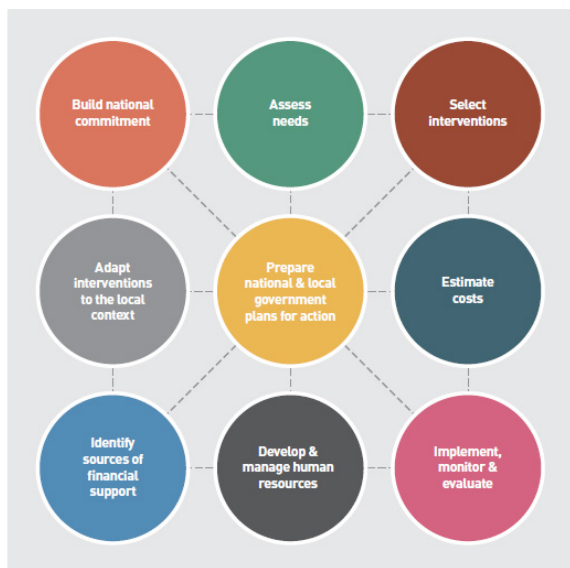 Build national
commitment
Assess
needs
Select
interventions
Adapt
interventions
to the local
context
Prepare
national & local
government
plans for action
Estimate
costs
Identify
sources of
financial
support
Develop &
manage human
resources
Implement,
monitor &
evaluate